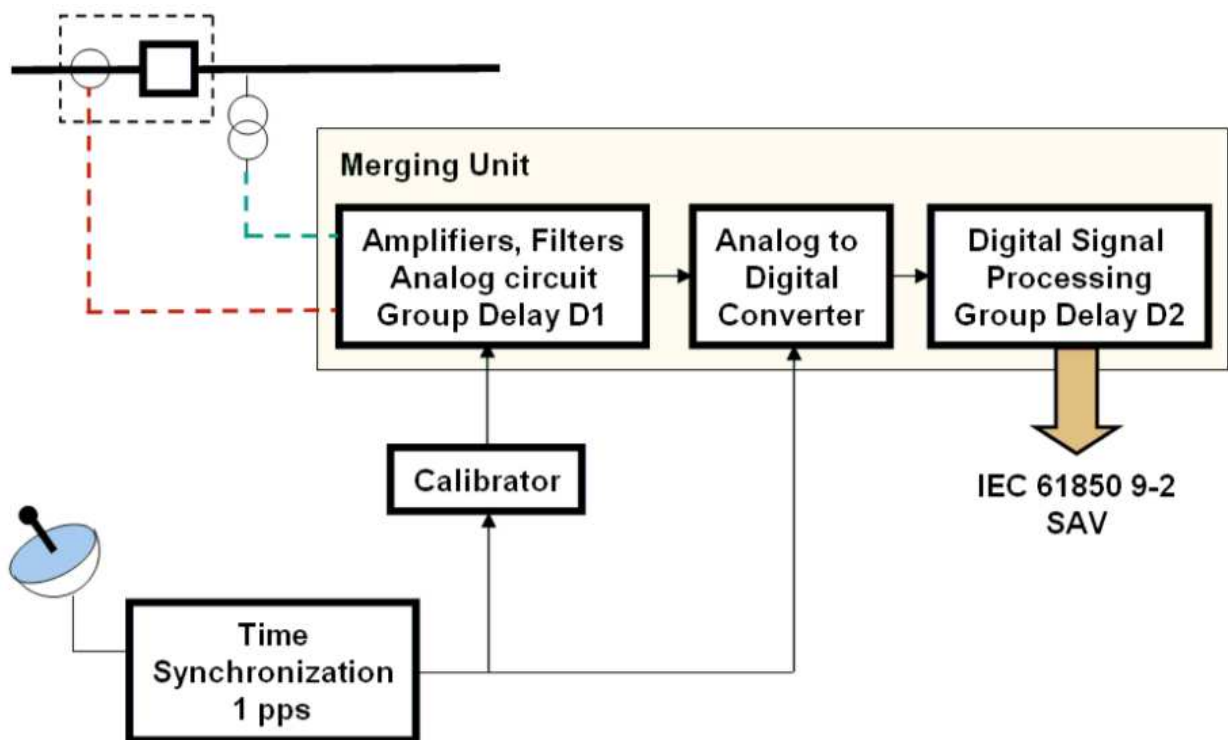 Merging Unit
Amplifiers, Filters
Analog circuit
Group Delay D1
Analog to
Digital
Converter
Digital Signal
Processing
Group Delay D2
Calibrator
IEC 61850 9-2
SAV
Time
Synchronization
1 pps